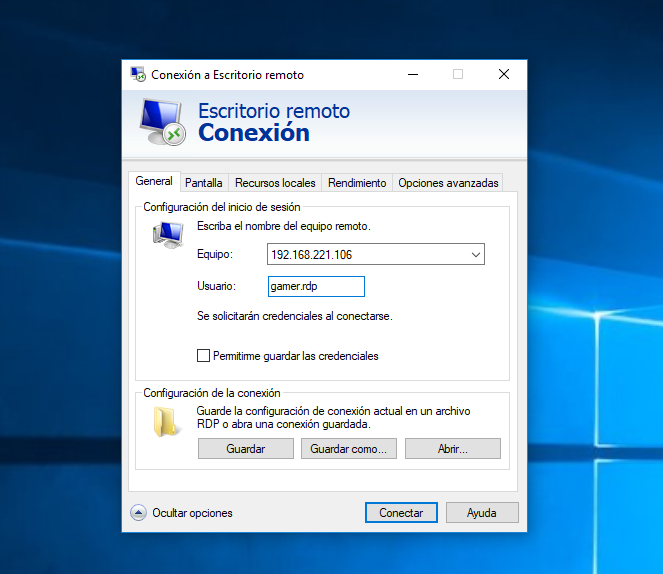 Conexión a Escritorio remoto
Escritorio remoto
Conexión
General
Pantalla
Recursos locales
Rendimiento
Opciones avanzadas
Configuración del inicio de sesión
Escriba el nombre del equipo remoto.
Equipo:
192.168.221.106
Usuario:
gamer.rdp
Se solicitarán credenciales al conectarse.
Permitirme guardar las credenciales
Configuración de la conexión
Guarde la configuración de conexión actual en un archivo
RDP o abra una conexión guardada.
Guardar
Guardar como...
Abrir...
Ocultar opciones
Conectar
Ayuda